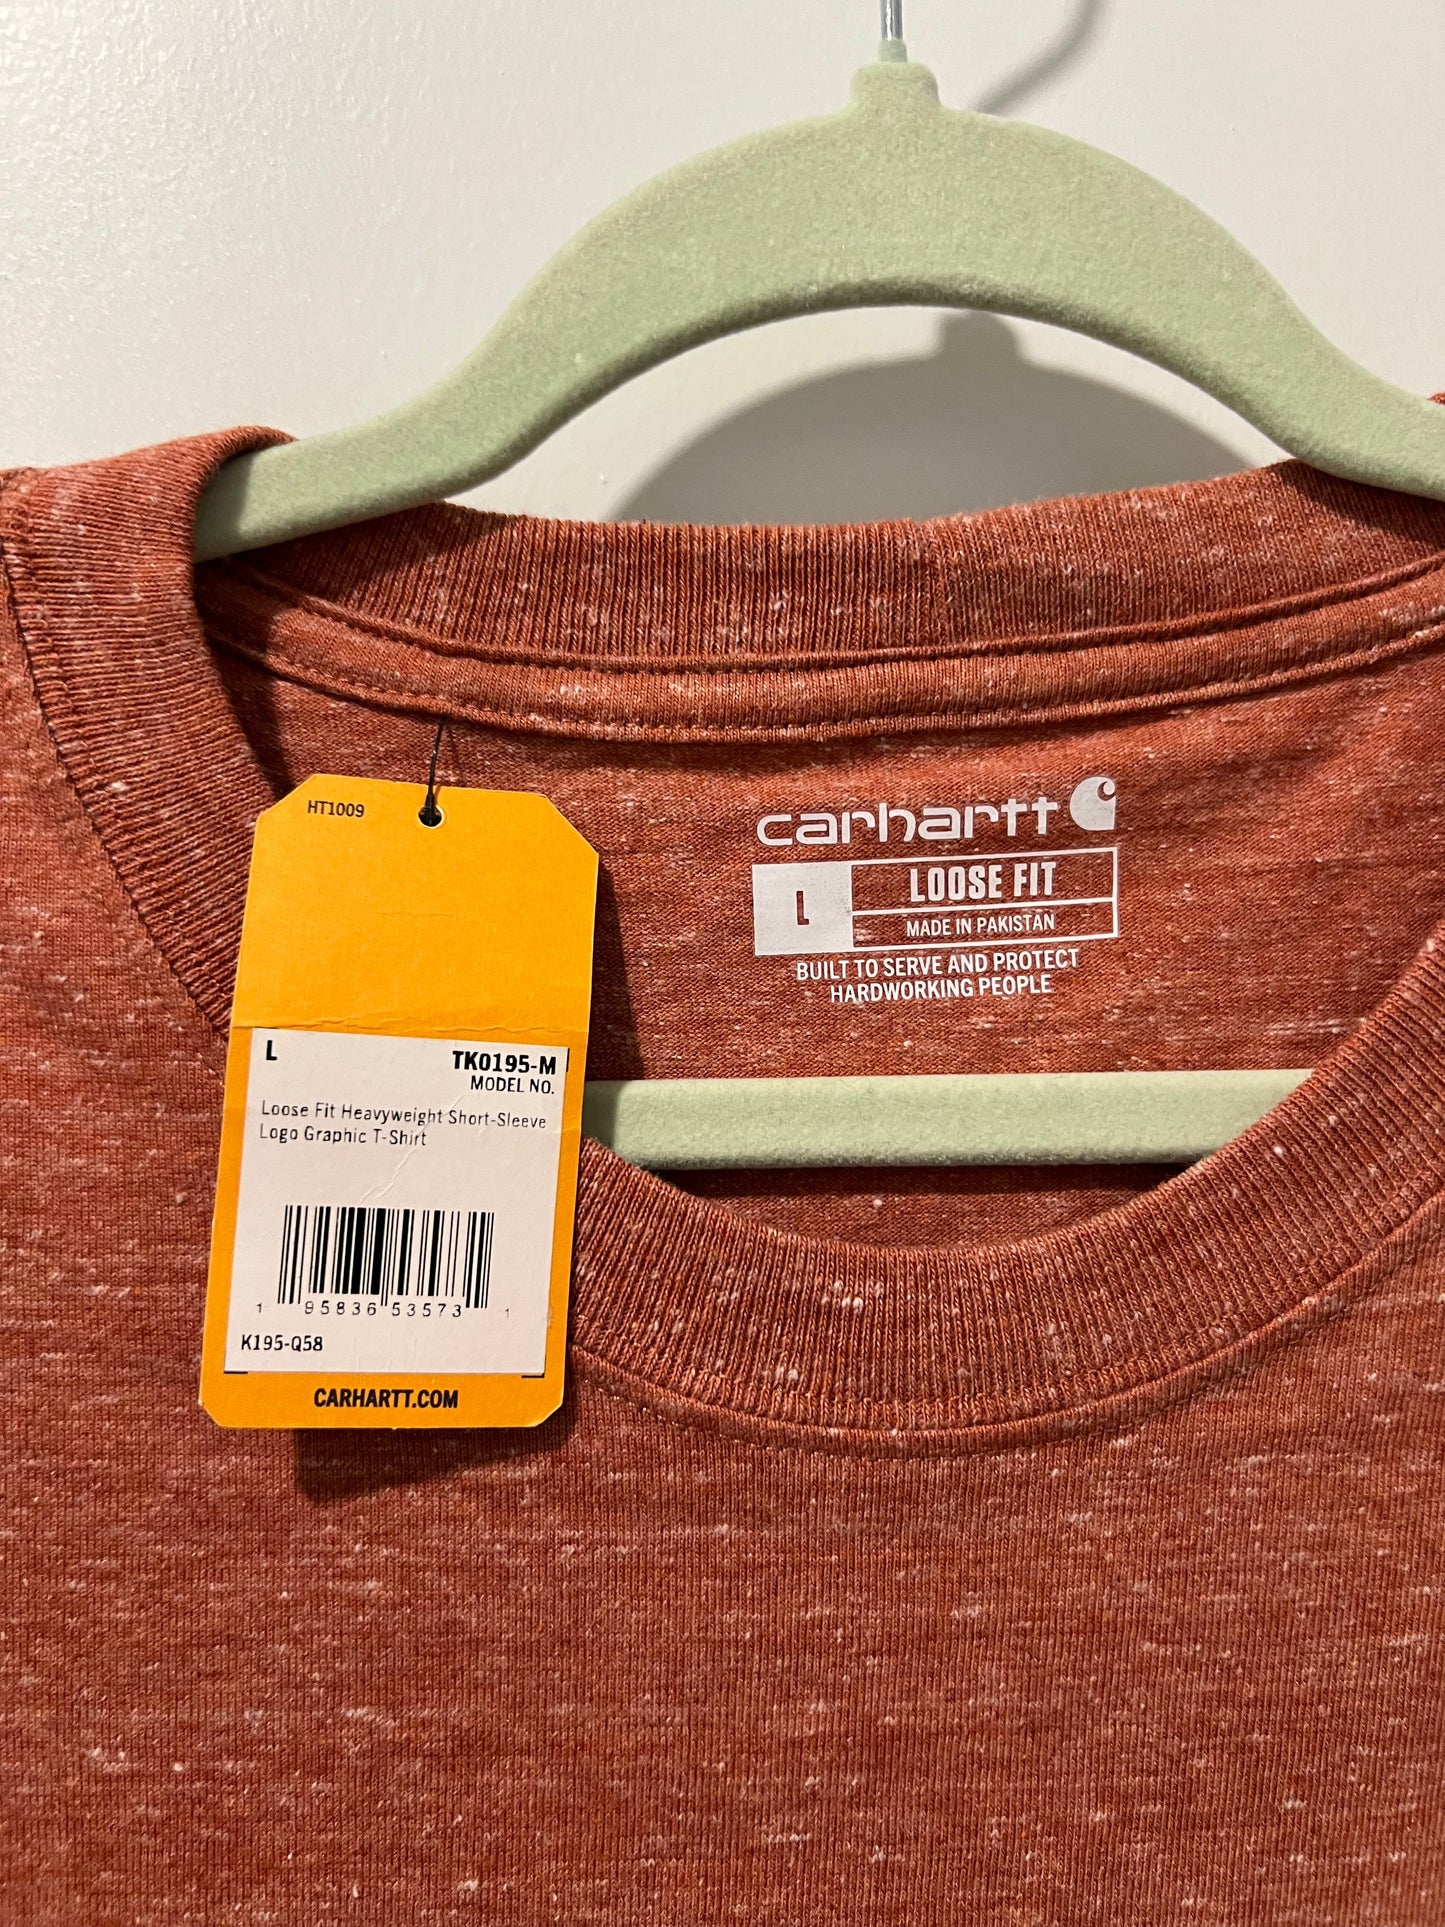 HT1009
L
TK0195-M
MODEL NO.
Loose Fit Heavyweight Short-Sleeve
Logo Graphic T-Shirt
1 95836 53573 1
K195-Q58
CARHARTT.COM
carhartt
L
LOOSE FIT
MADE IN PAKISTAN
BUILT TO SERVE AND PROTECT
HARDWORKING PEOPLE